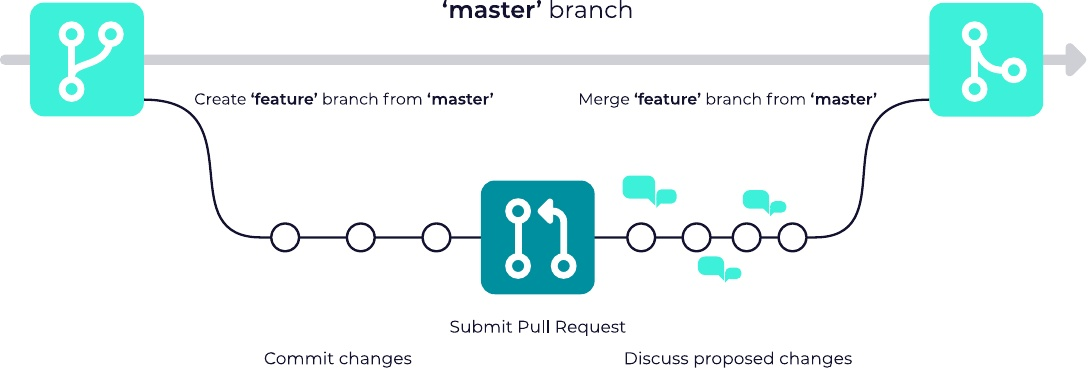 ‘master’ branch
Create ‘feature’ branch from ‘master’
Merge ‘feature’ branch from ‘master’
Submit Pull Request
Commit changes
Discuss proposed changes